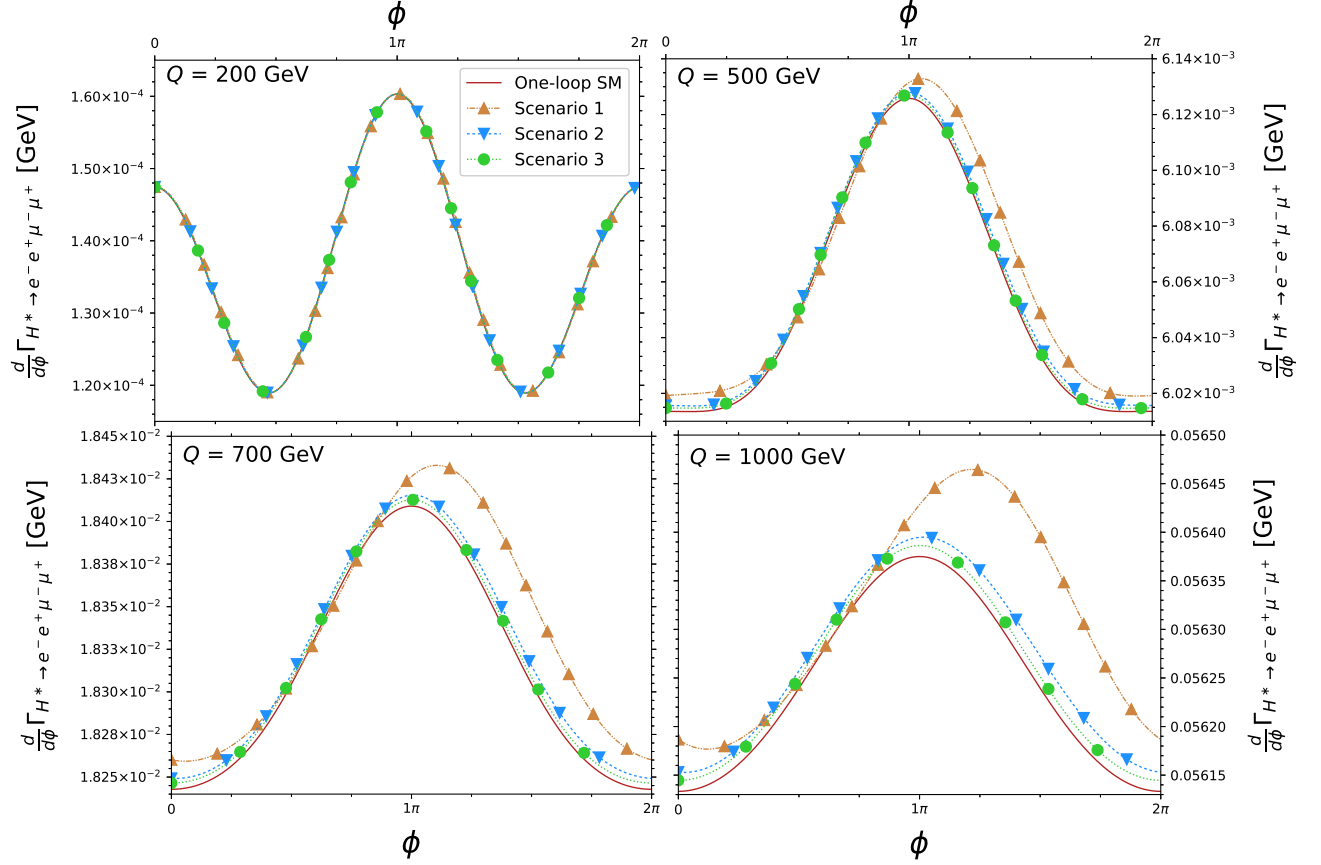 ϕ
ϕ
0
1π
2π
0
1π
2π
Q = 200 GeV
Q = 500 GeV
One-loop SM
Scenario 1
Scenario 2
Scenario 3
1.60×10⁻⁴
1.50×10⁻⁴
1.40×10⁻⁴
1.30×10⁻⁴
1.20×10⁻⁴
d/dϕ Γ H*→e⁻e⁺μ⁻μ⁺ [GeV]
6.14×10⁻³
6.12×10⁻³
6.10×10⁻³
6.08×10⁻³
6.06×10⁻³
6.04×10⁻³
6.02×10⁻³
d/dϕ Γ H*→e⁻e⁺μ⁻μ⁺ [GeV]
Q = 700 GeV
Q = 1000 GeV
1.845×10⁻²
1.843×10⁻²
1.840×10⁻²
1.838×10⁻²
1.835×10⁻²
1.833×10⁻²
1.830×10⁻²
1.828×10⁻²
1.825×10⁻²
d/dϕ Γ H*→e⁻e⁺μ⁻μ⁺ [GeV]
0.05650
0.05645
0.05640
0.05635
0.05630
0.05625
0.05620
0.05615
d/dϕ Γ H*→e⁻e⁺μ⁻μ⁺ [GeV]
0
1π
2π
0
1π
2π
ϕ
ϕ